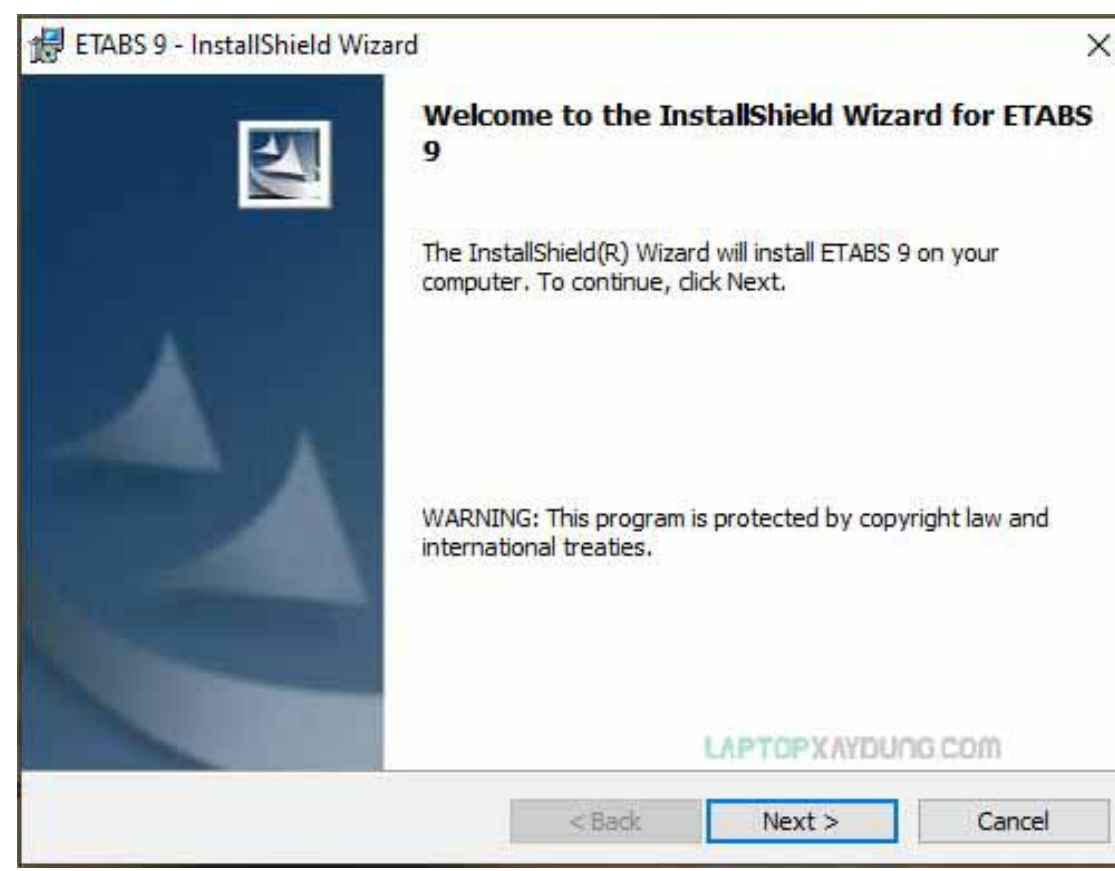 ETABS 9 - InstallShield Wizard
Welcome to the InstallShield Wizard for ETABS
9
The InstallShield(R) Wizard will install ETABS 9 on your
computer. To continue, click Next.
WARNING: This program is protected by copyright law and
international treaties.
LAPTOPXAYDUNG.COM
< Back
Next >
Cancel